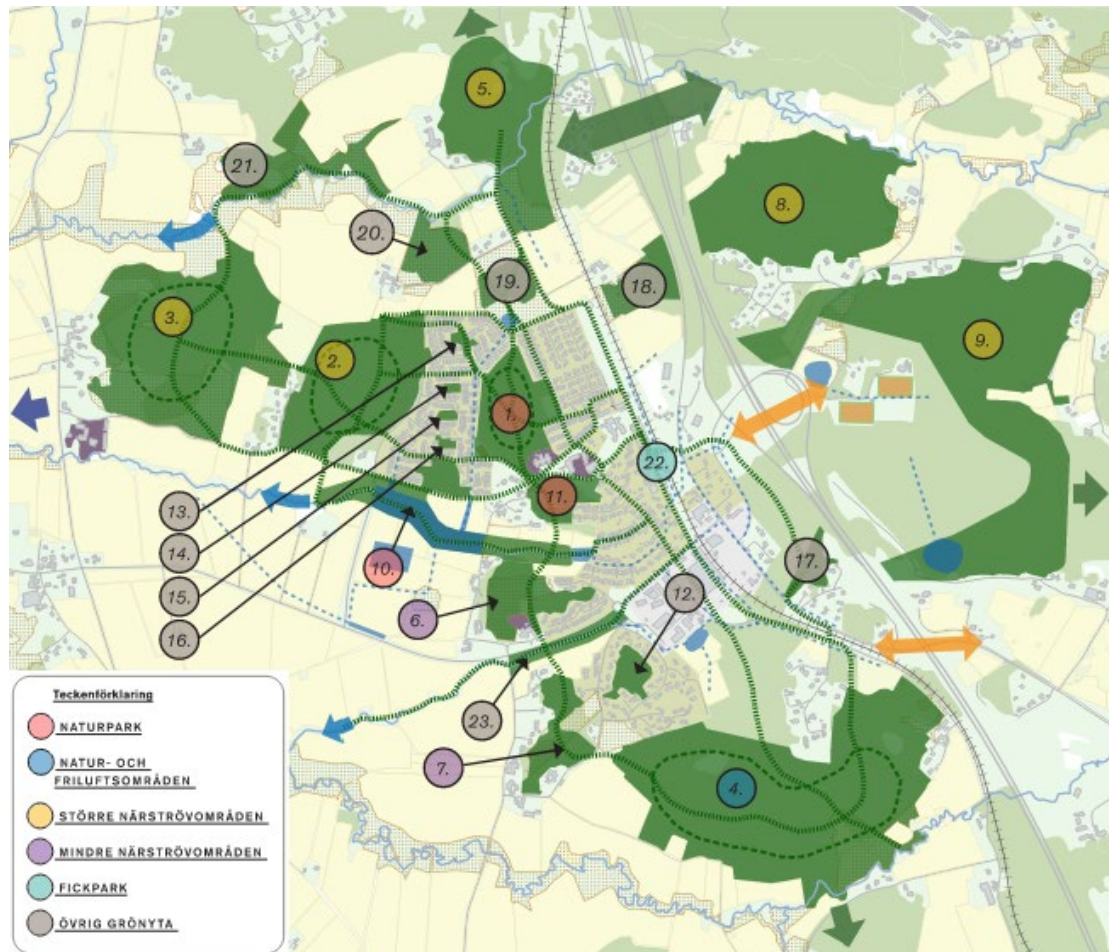 5.
21.
8.
20.
19.
18.
3.
2.
9.
1.
22.
11.
13.
14.
10.
17.
15.
12.
6.
16.
23.
7.
4.
Teckenförklaring
NATURPARK
NATUR- OCH
FRILUFTSOMRÅDEN
STÖRRE NÄRSTRÖVOMRÅDEN
MINDRE NÄRSTRÖVOMRÅDEN
FICKPARK
ÖVRIG GRÖNYTA